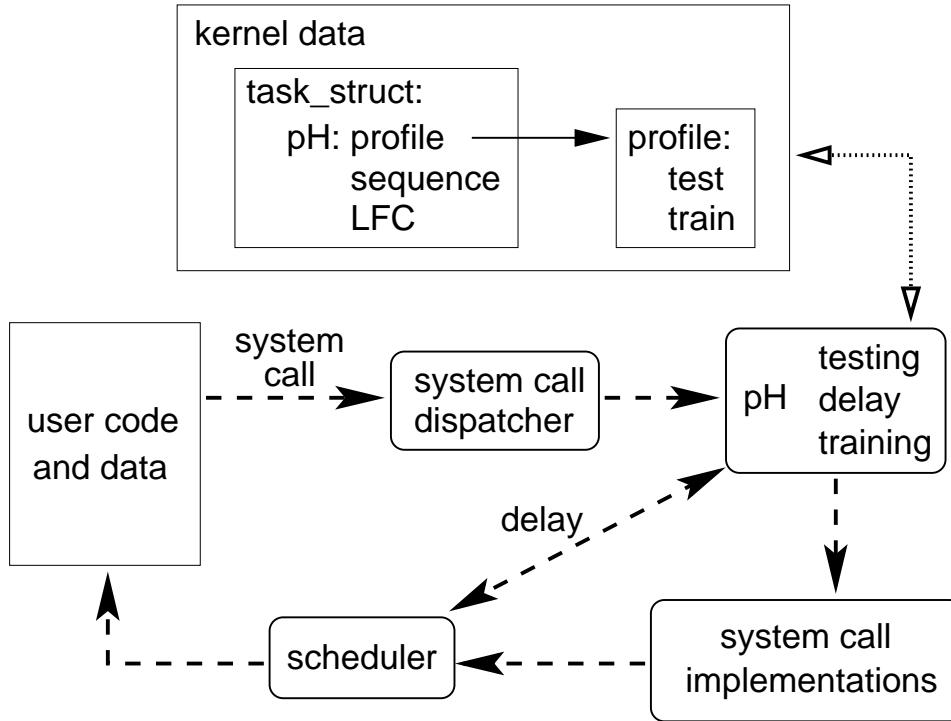 kernel data
task_struct:
pH: profile
sequence
LFC
profile:
test
train
system
call
user code
and data
system call
dispatcher
pH
testing
delay
training
delay
scheduler
system call
implementations